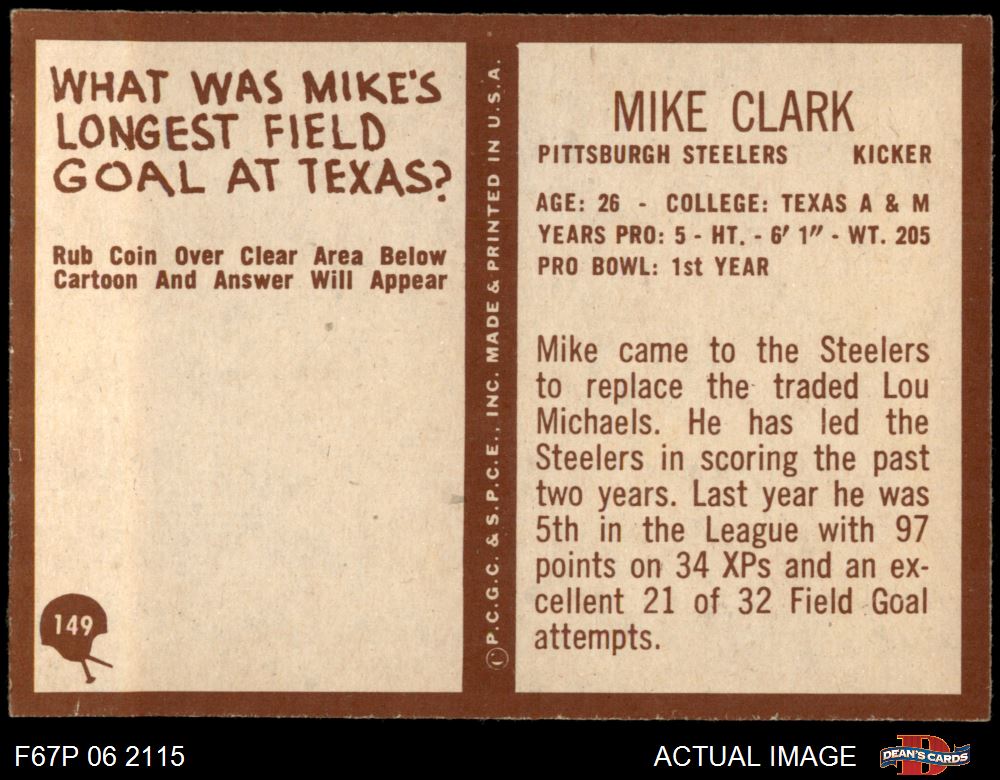 WHAT WAS MIKE'S
LONGEST FIELD
GOAL AT TEXAS?
Rub Coin Over Clear Area Below
Cartoon And Answer Will Appear
149
© P.C.G.C. & S.P.C.E., INC. MADE & PRINTED IN U.S.A.
MIKE CLARK
PITTSBURGH STEELERS KICKER
AGE: 26 - COLLEGE: TEXAS A & M
YEARS PRO: 5 - HT. - 6' 1" - WT. 205
PRO BOWL: 1st YEAR
Mike came to the Steelers
to replace the traded Lou
Michaels. He has led the
Steelers in scoring the past
two years. Last year he was
5th in the League with 97
points on 34 XPs and an ex-
cellent 21 of 32 Field Goal
attempts.
F67P 06 2115
ACTUAL IMAGE
D
DEAN'S CARDS